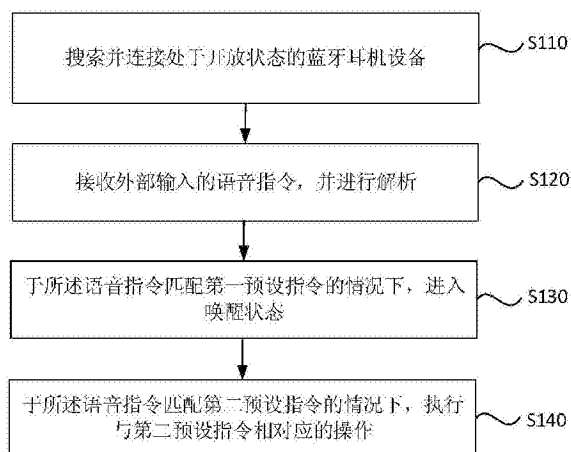 搜索并连接处于开放状态的蓝牙耳机设备
S110
接收外部输入的语音指令，并进行解析
S120
于所述语音指令匹配第一预设指令的情况下，进入
唤醒状态
S130
于所述语音指令匹配第二预设指令的情况下，执行
与第二预设指令相对应的操作
S140